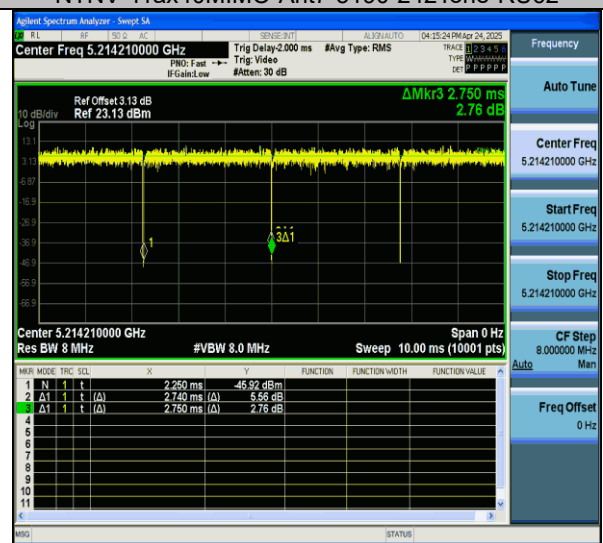 NTNV-11ax40MIMO-Ant7-5190-242Tone-RU62
Agilent Spectrum Analyzer - Swept SA
RL RF 50 Ω AC SENSE:INT ALIGNAUTO 04:15:24 PM Apr 24, 2025
Center Freq 5.214210000 GHz
PNO: Fast
IFGain:Low
Trig Delay-2.000 ms
Trig: Video
#Atten: 30 dB
#Avg Type: RMS
TRACE 1 2 3 4 5 6
TYPE
DET P P P P P P
Ref Offset 3.13 dB
10 dB/div Ref 23.13 dBm
Log
ΔMkr3 2.750 ms
2.76 dB
13.1
3.13
-6.87
-16.9
-26.9
-36.9
-46.9
-56.9
-66.9
1
3Δ1
Center 5.214210000 GHz Span 0 Hz
Res BW 8 MHz #VBW 8.0 MHz Sweep 10.00 ms (10001 pts)
MKR MODE TRC SCL X Y FUNCTION FUNCTION WIDTH FUNCTION VALUE
1 N 1 t 2.250 ms -45.92 dBm
2 Δ1 1 t (Δ) 2.740 ms (Δ) 5.56 dB
3 Δ1 1 t (Δ) 2.750 ms (Δ) 2.76 dB
4
5
6
7
8
9
10
11
MSG STATUS
Frequency
Auto Tune
Center Freq
5.214210000 GHz
Start Freq
5.214210000 GHz
Stop Freq
5.214210000 GHz
CF Step
8.000000 MHz
Auto Man
Freq Offset
0 Hz